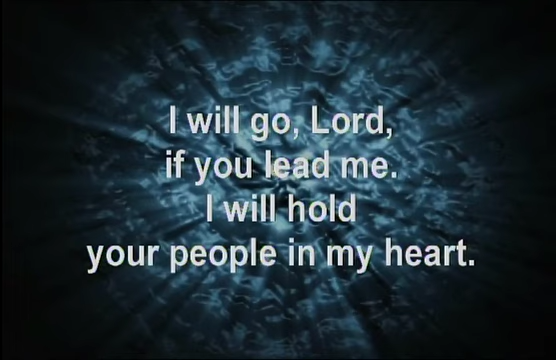 I will go, Lord,
if you lead me.
I will hold
your people in my heart.